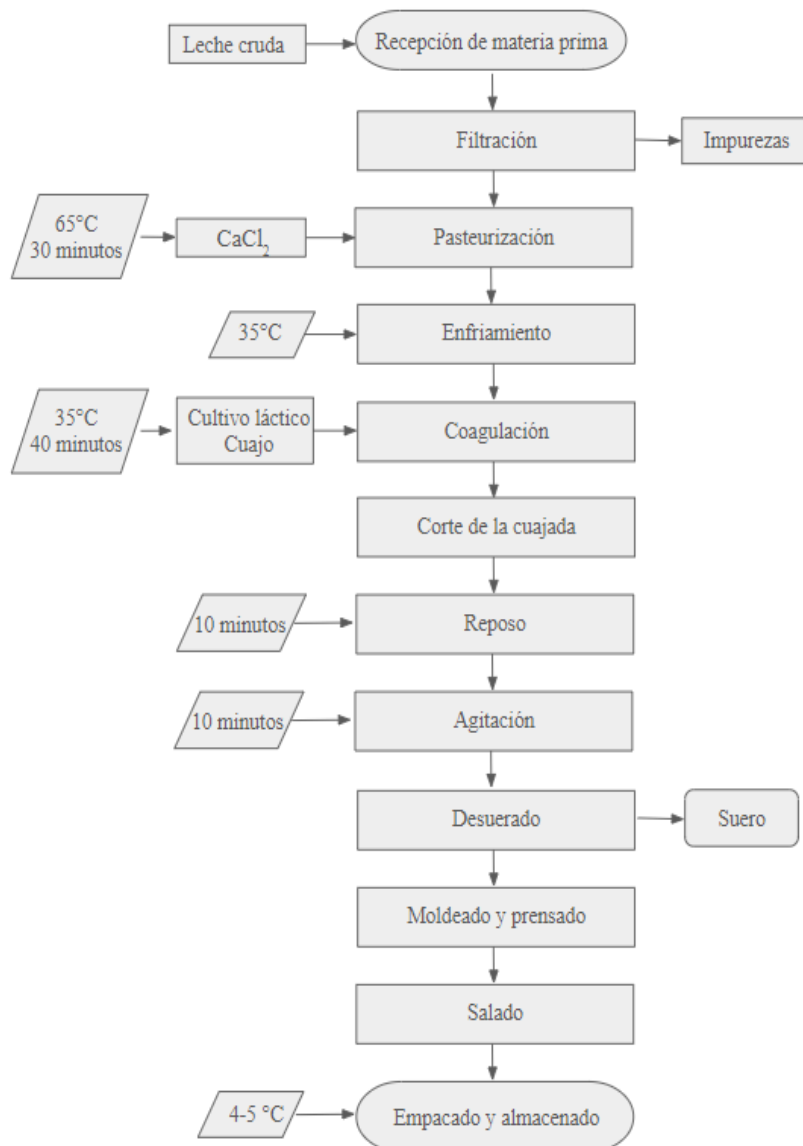 Leche cruda
Recepción de materia prima
Filtración
Impurezas
65°C
30 minutos
CaCl₂
Pasteurización
35°C
Enfriamiento
35°C
40 minutos
Cultivo láctico
Cuajo
Coagulación
Corte de la cuajada
10 minutos
Reposo
10 minutos
Agitación
Desuerado
Suero
Moldeado y prensado
Salado
4-5 °C
Empacado y almacenado